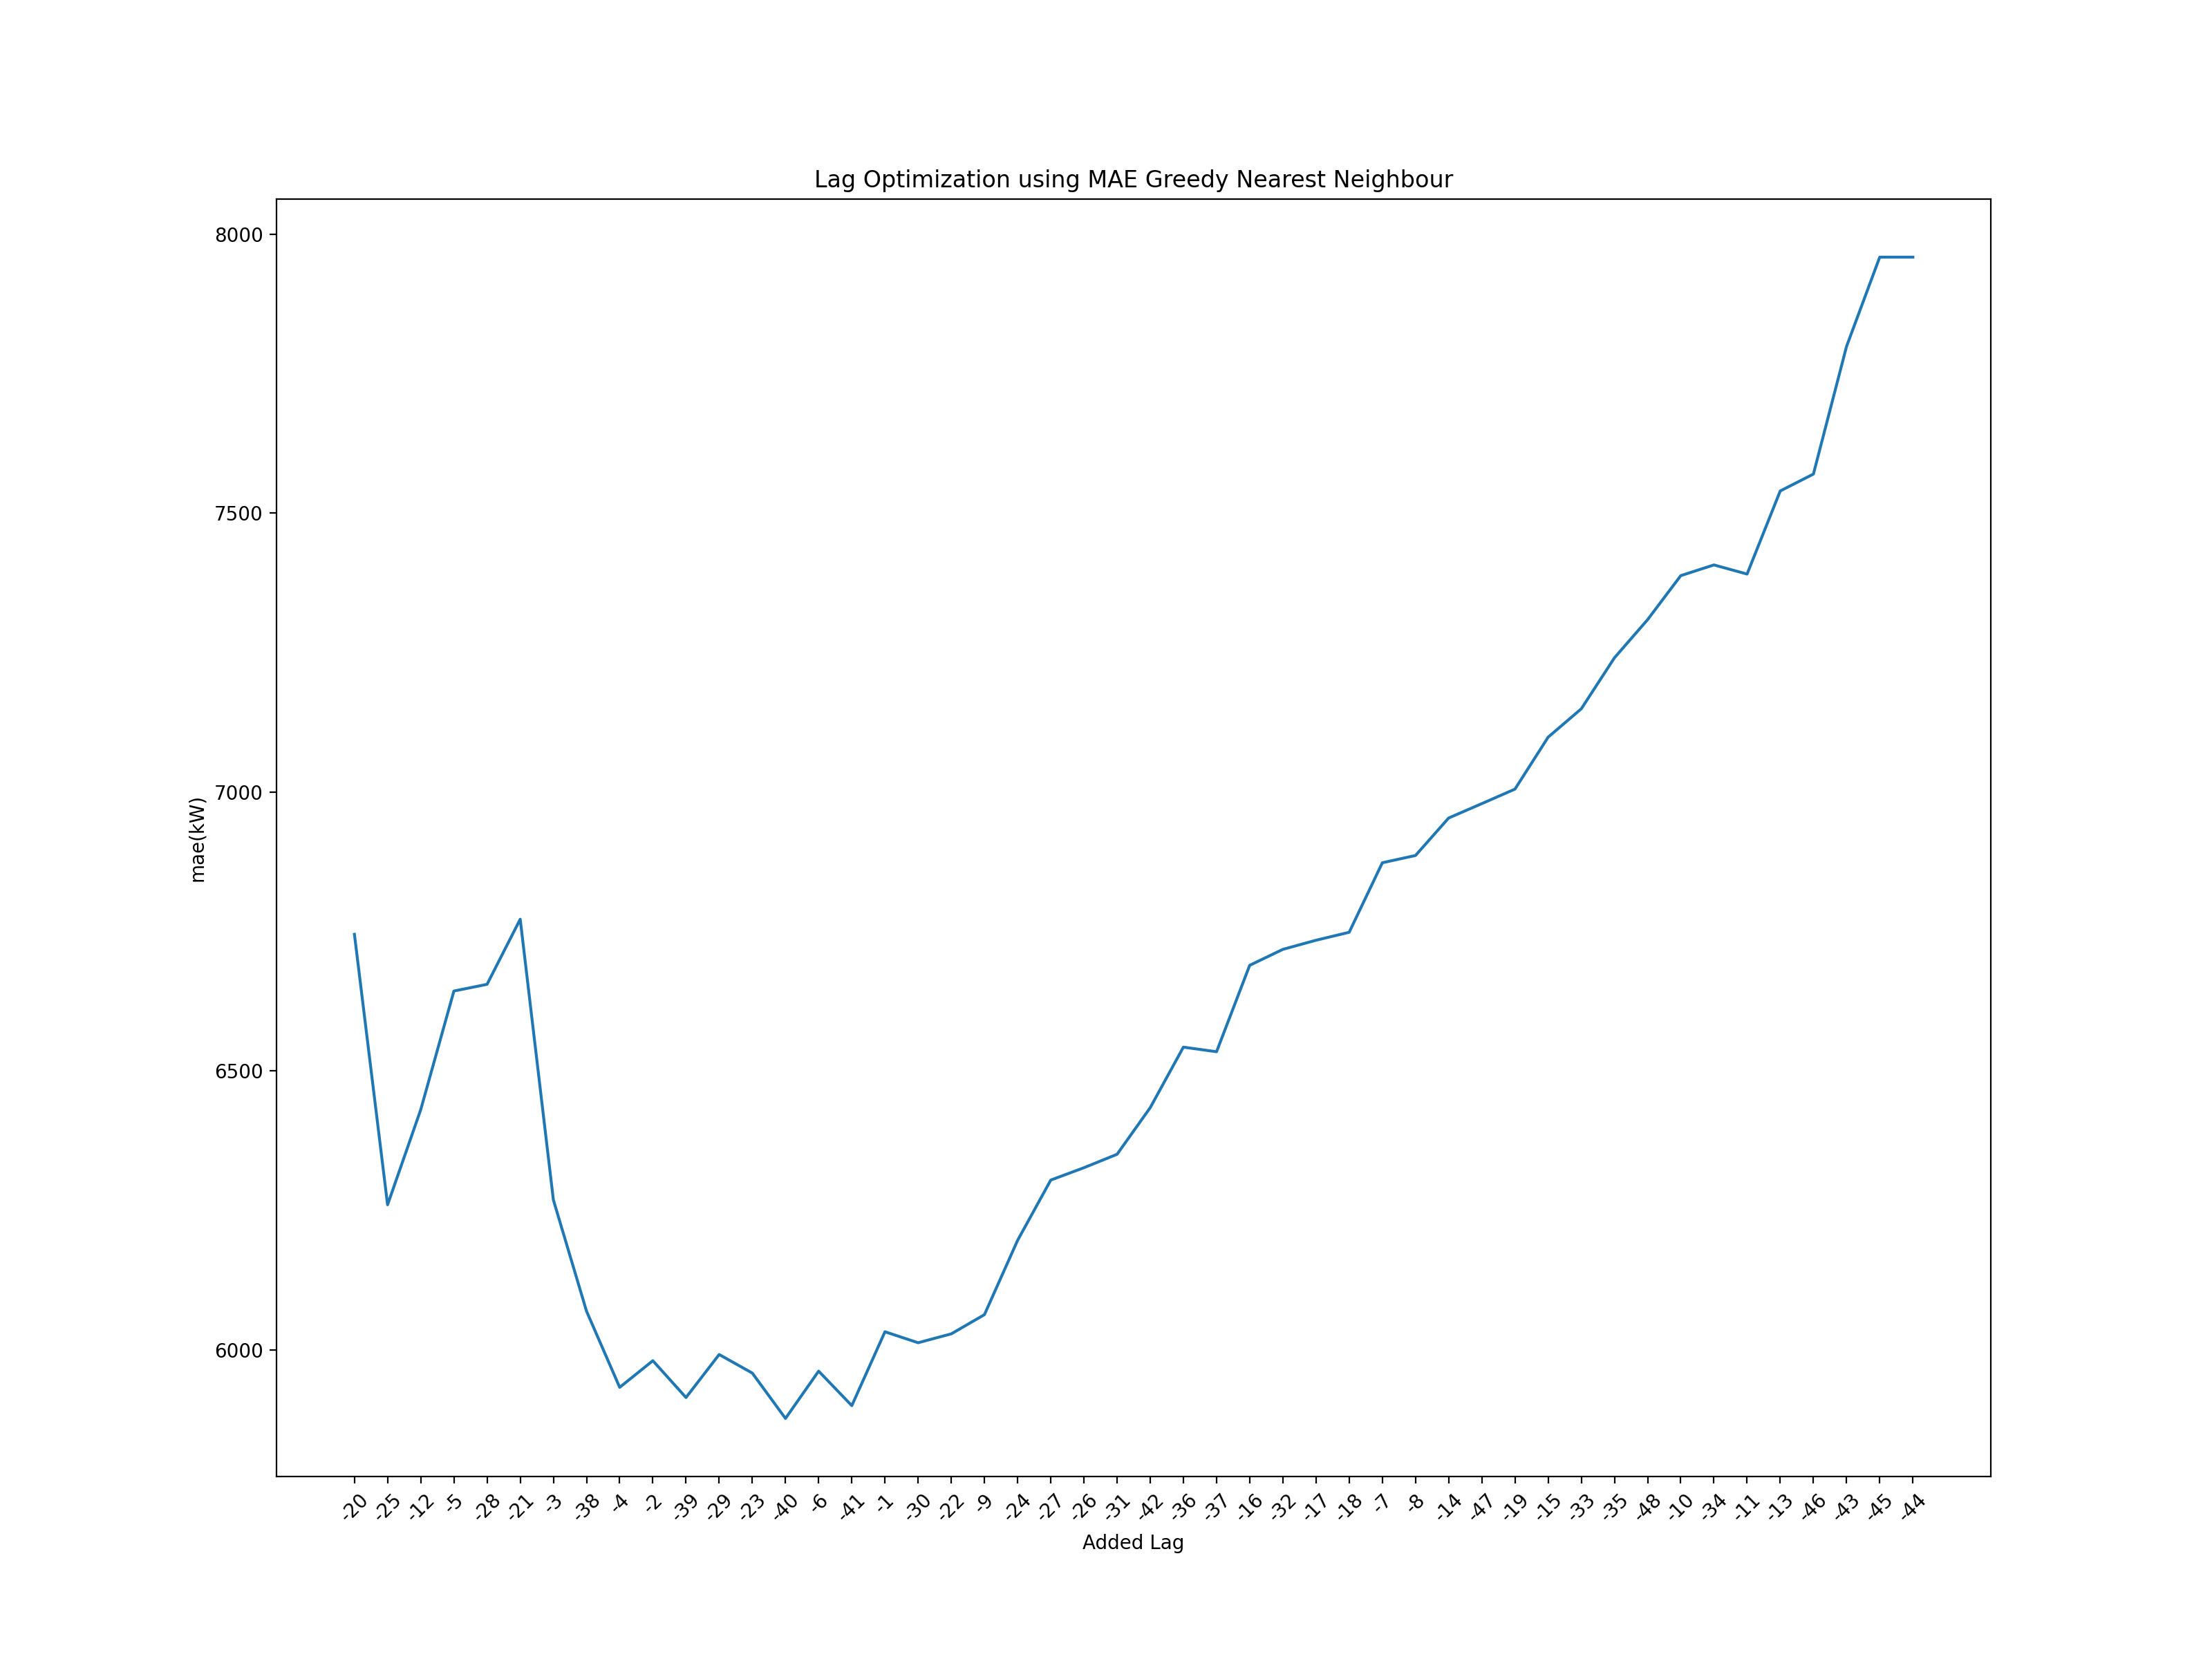 Lag Optimization using MAE Greedy Nearest Neighbour
8000
7500
7000
6500
6000
mae(kW)
-20 -25 -12 -5 -28 -21 -3 -38 -4 -2 -39 -29 -23 -40 -6 -41 -1 -30 -22 -9 -24 -27 -26 -31 -42 -36 -37 -16 -32 -17 -18 -7 -8 -14 -47 -19 -15 -33 -35 -48 -10 -34 -11 -13 -46 -43 -45 -44
Added Lag